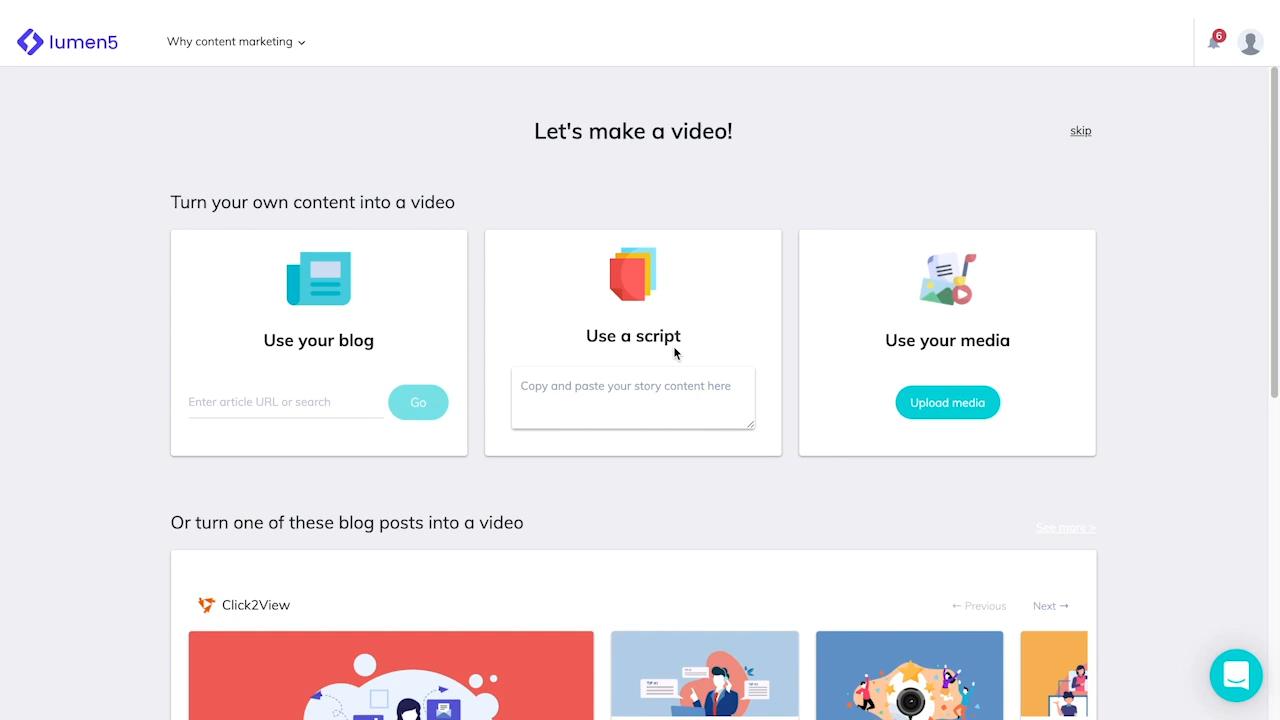 lumen5
Why content marketing
6
Let's make a video!
skip
Turn your own content into a video
Use your blog
Enter article URL or search
Go
Use a script
Copy and paste your story content here
Use your media
Upload media
Or turn one of these blog posts into a video
See more >
Click2View
← Previous
Next →